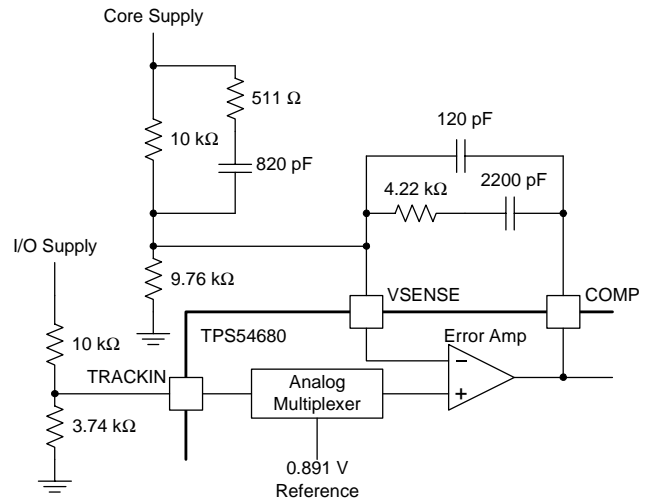 Core Supply
511 Ω
10 kΩ
820 pF
120 pF
4.22 kΩ
2200 pF
I/O Supply
9.76 kΩ
VSENSE
COMP
TPS54680
Error Amp
10 kΩ
TRACKIN
Analog
Multiplexer
−
+
3.74 kΩ
0.891 V
Reference